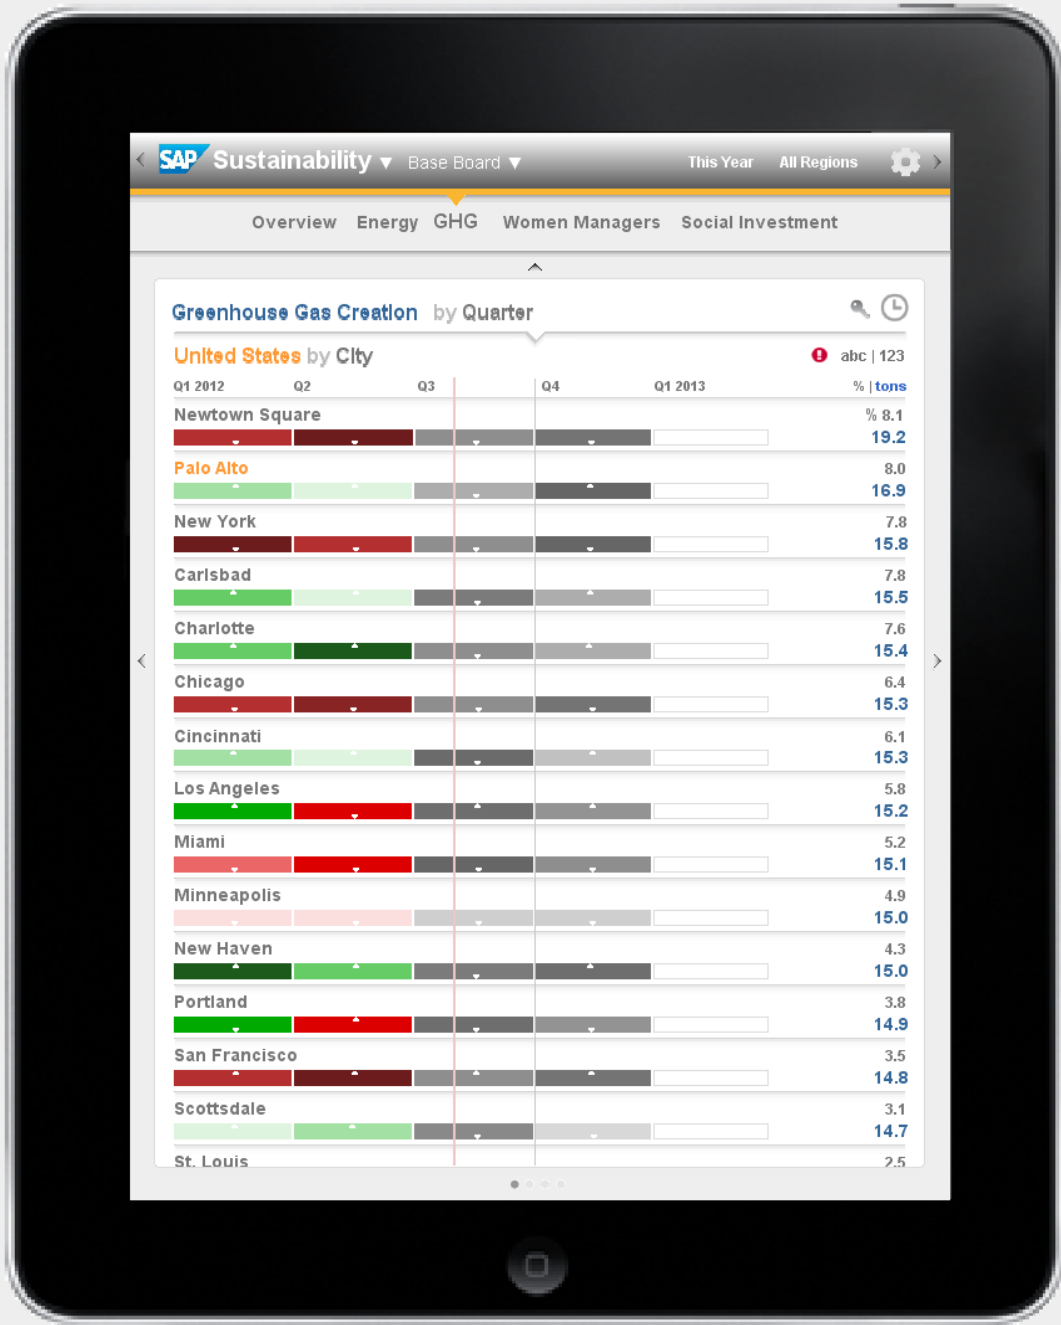 SAP Sustainability Base Board This Year All Regions
Overview Energy GHG Women Managers Social Investment
Greenhouse Gas Creation by Quarter
United States by City abc | 123
Q1 2012 Q2 Q3 Q4 Q1 2013 % | tons
Newtown Square % 8.1
19.2
Palo Alto 8.0
16.9
New York 7.8
15.8
Carlsbad 7.8
15.5
Charlotte 7.6
15.4
Chicago 6.4
15.3
Cincinnati 6.1
15.3
Los Angeles 5.8
15.2
Miami 5.2
15.1
Minneapolis 4.9
15.0
New Haven 4.3
15.0
Portland 3.8
14.9
San Francisco 3.5
14.8
Scottsdale 3.1
14.7
St. Louis 2.5